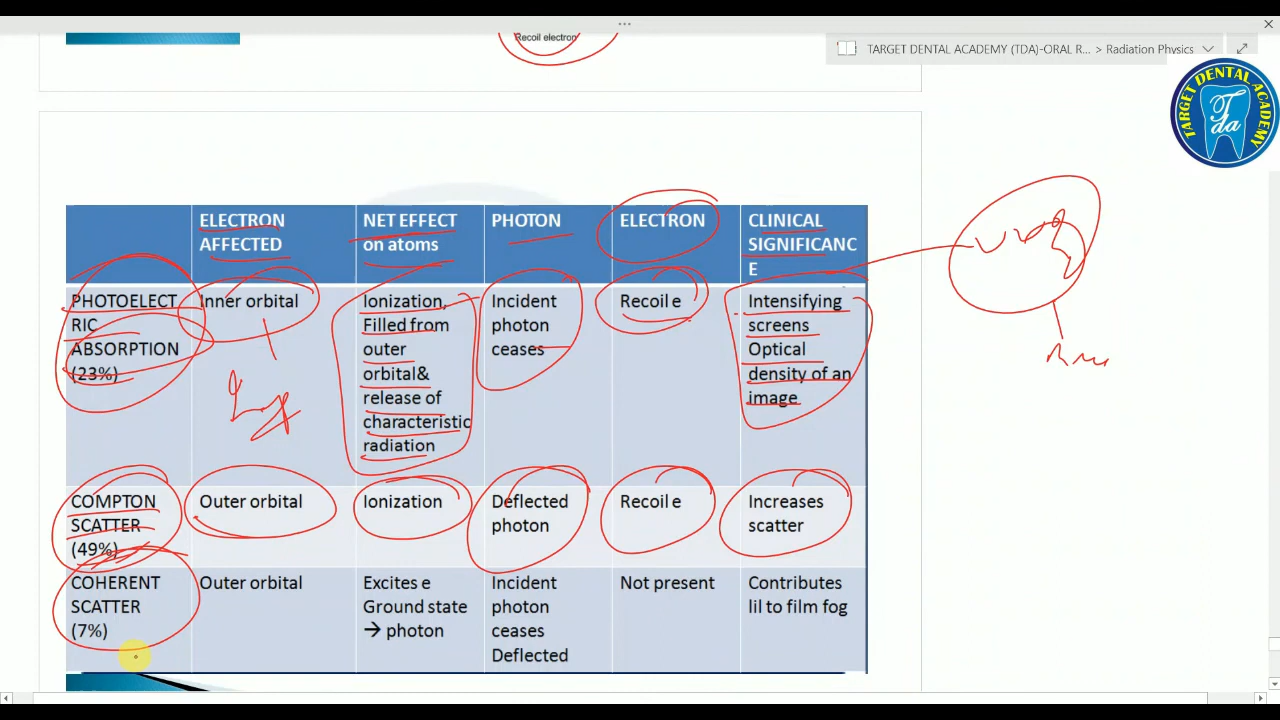 Recoil electron
TARGET DENTAL ACADEMY (TDA)-ORAL R... > Radiation Physics
TARGET DENTAL ACADEMY
Tda
ELECTRON
AFFECTED
NET EFFECT
on atoms
PHOTON
ELECTRON
CLINICAL
SIGNIFICANC
E
PHOTOELECT
RIC
ABSORPTION
(23%)
Inner orbital
Ionization,
Filled from
outer
orbital&
release of
characteristic
radiation
Incident
photon
ceases
Recoil e
Intensifying
screens
Optical
density of an
image
COMPTON
SCATTER
(49%)
Outer orbital
Ionization
Deflected
photon
Recoil e
Increases
scatter
COHERENT
SCATTER
(7%)
Outer orbital
Excites e
Ground state
→ photon
Incident
photon
ceases
Deflected
Not present
Contributes
lil to film fog